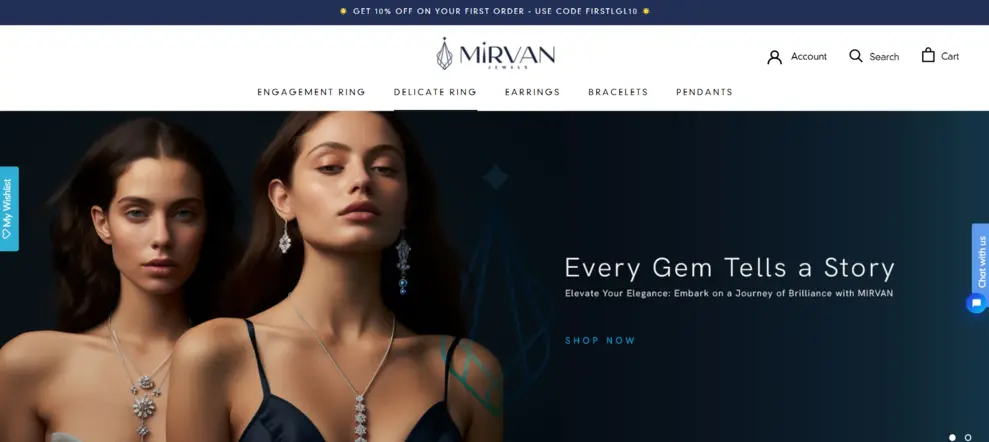 GET 10% OFF ON YOUR FIRST ORDER - USE CODE FIRSTLGL10
MIRVAN
JEWELS
Account
Search
Cart
ENGAGEMENT RING
DELICATE RING
EARRINGS
BRACELETS
PENDANTS
My Wishlist
Every Gem Tells a Story
Elevate Your Elegance: Embark on a Journey of Brilliance with MIRVAN
SHOP NOW
Chat with us